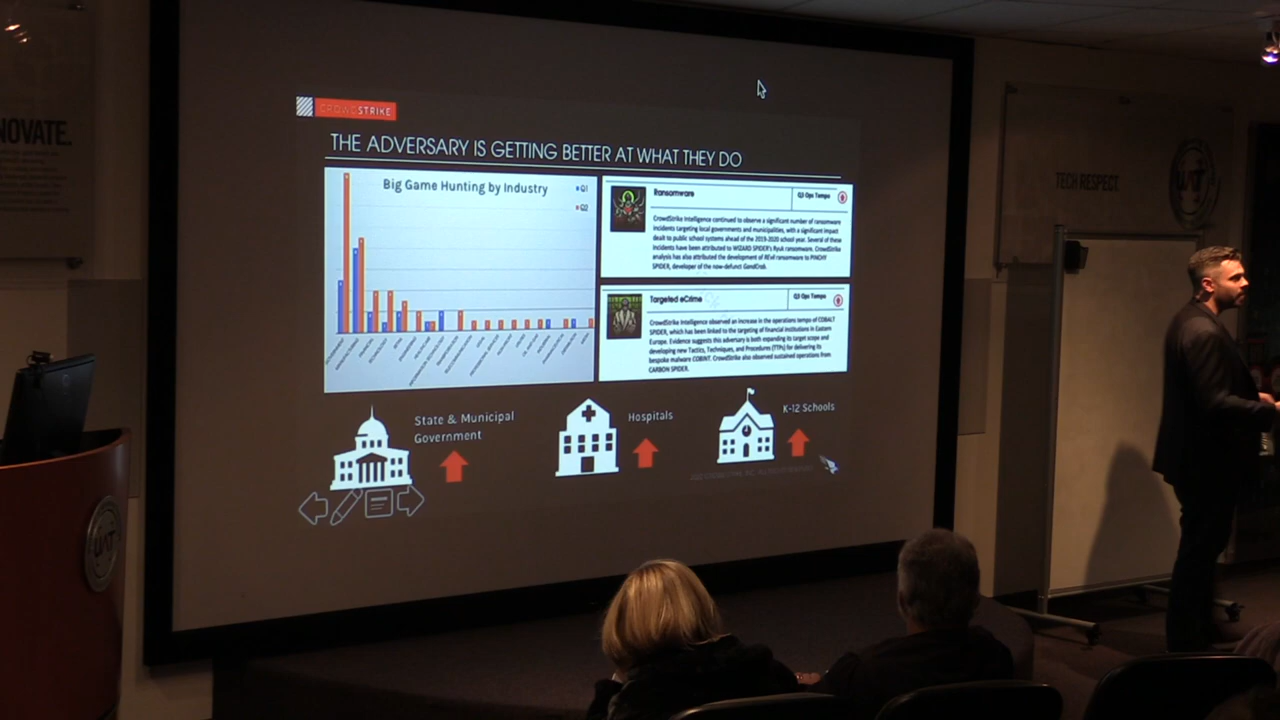 NOVATE.
CROWDSTRIKE
THE ADVERSARY IS GETTING BETTER AT WHAT THEY DO
Big Game Hunting by Industry
Q1
Q2
Ransomware
Q3 Ops Tempo
CrowdStrike Intelligence continued to observe a significant number of ransomware
incidents targeting local governments and municipalities, with a significant impact
dealt to public school systems ahead of the 2019-2020 school year. Several of these
incidents have been attributed to WIZARD SPIDER's Ryuk ransomware. CrowdStrike
analysis has also attributed the development of REvil ransomware to PINCHY
SPIDER, developer of the now-defunct GandCrab.
Targeted eCrime
Q3 Ops Tempo
CrowdStrike Intelligence observed an increase in the operations tempo of COBALT
SPIDER, which has been linked to the targeting of financial institutions in Eastern
Europe. Evidence suggests this adversary is both expanding its target scope and
developing new Tactics, Techniques, and Procedures (TTPs) for delivering its
bespoke malware COBINT. CrowdStrike also observed sustained operations from
CARBON SPIDER.
State & Municipal
Government
Hospitals
K-12 Schools
TECH RESPECT.
UAT
UAT